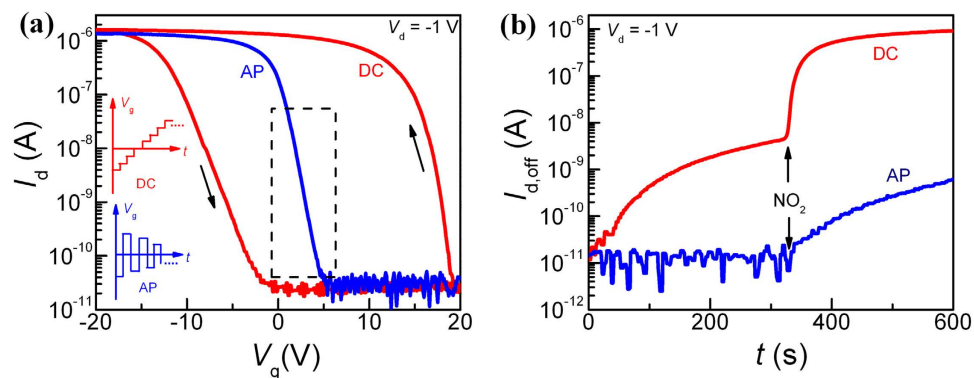 (a)
V_d = -1 V
10^-6
10^-7
10^-8
10^-9
10^-10
10^-11
I_d (A)
AP
DC
V_g
t
DC
V_g
t
AP
-20 -10 0 10 20
V_g(V)
(b)
V_d = -1 V
10^-6
10^-7
10^-8
10^-9
10^-10
10^-11
10^-12
I_d,off (A)
DC
AP
NO_2
0 200 400 600
t (s)